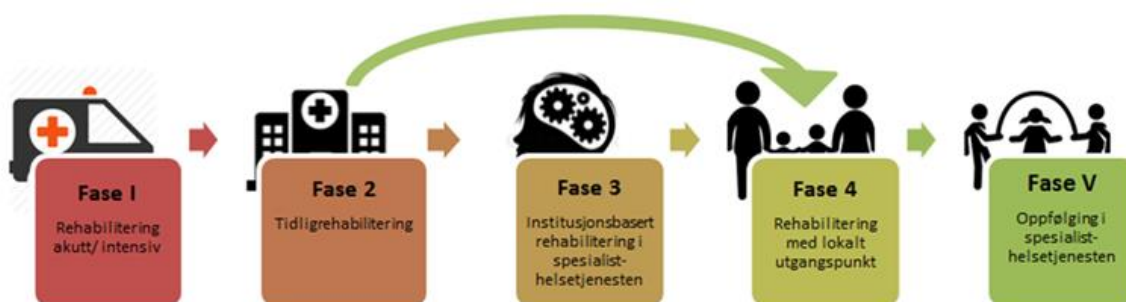 Fase I
Rehabilitering
akutt/ intensiv
Fase 2
Tidligrehabilitering
Fase 3
Institusjonsbasert
rehabilitering i
spesialist-
helsetjenesten
Fase 4
Rehabilitering
med lokalt
utgangspunkt
Fase V
Oppfølging i
spesialist-
helsetjenesten